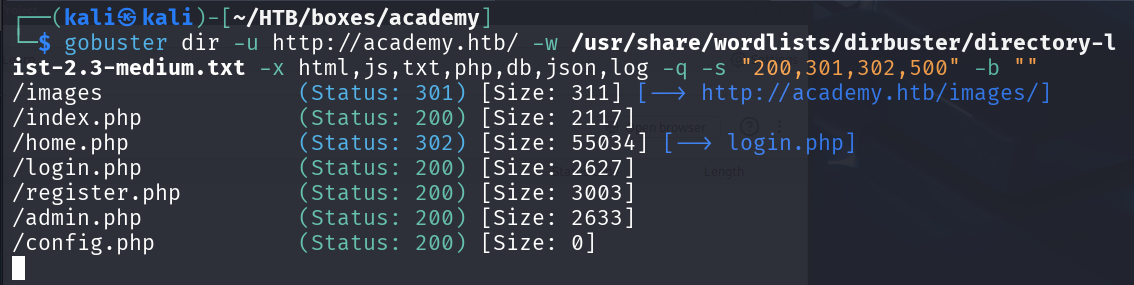 ┌──(kali㉿kali)-[~/HTB/boxes/academy]
└─$ gobuster dir -u http://academy.htb/ -w /usr/share/wordlists/dirbuster/directory-l
ist-2.3-medium.txt -x html,js,txt,php,db,json,log -q -s "200,301,302,500" -b ""
/images               (Status: 301) [Size: 311] [--> http://academy.htb/images/]
/index.php            (Status: 200) [Size: 2117]
/home.php             (Status: 302) [Size: 55034] [--> login.php]
/login.php            (Status: 200) [Size: 2627]
/register.php         (Status: 200) [Size: 3003]
/admin.php            (Status: 200) [Size: 2633]
/config.php           (Status: 200) [Size: 0]